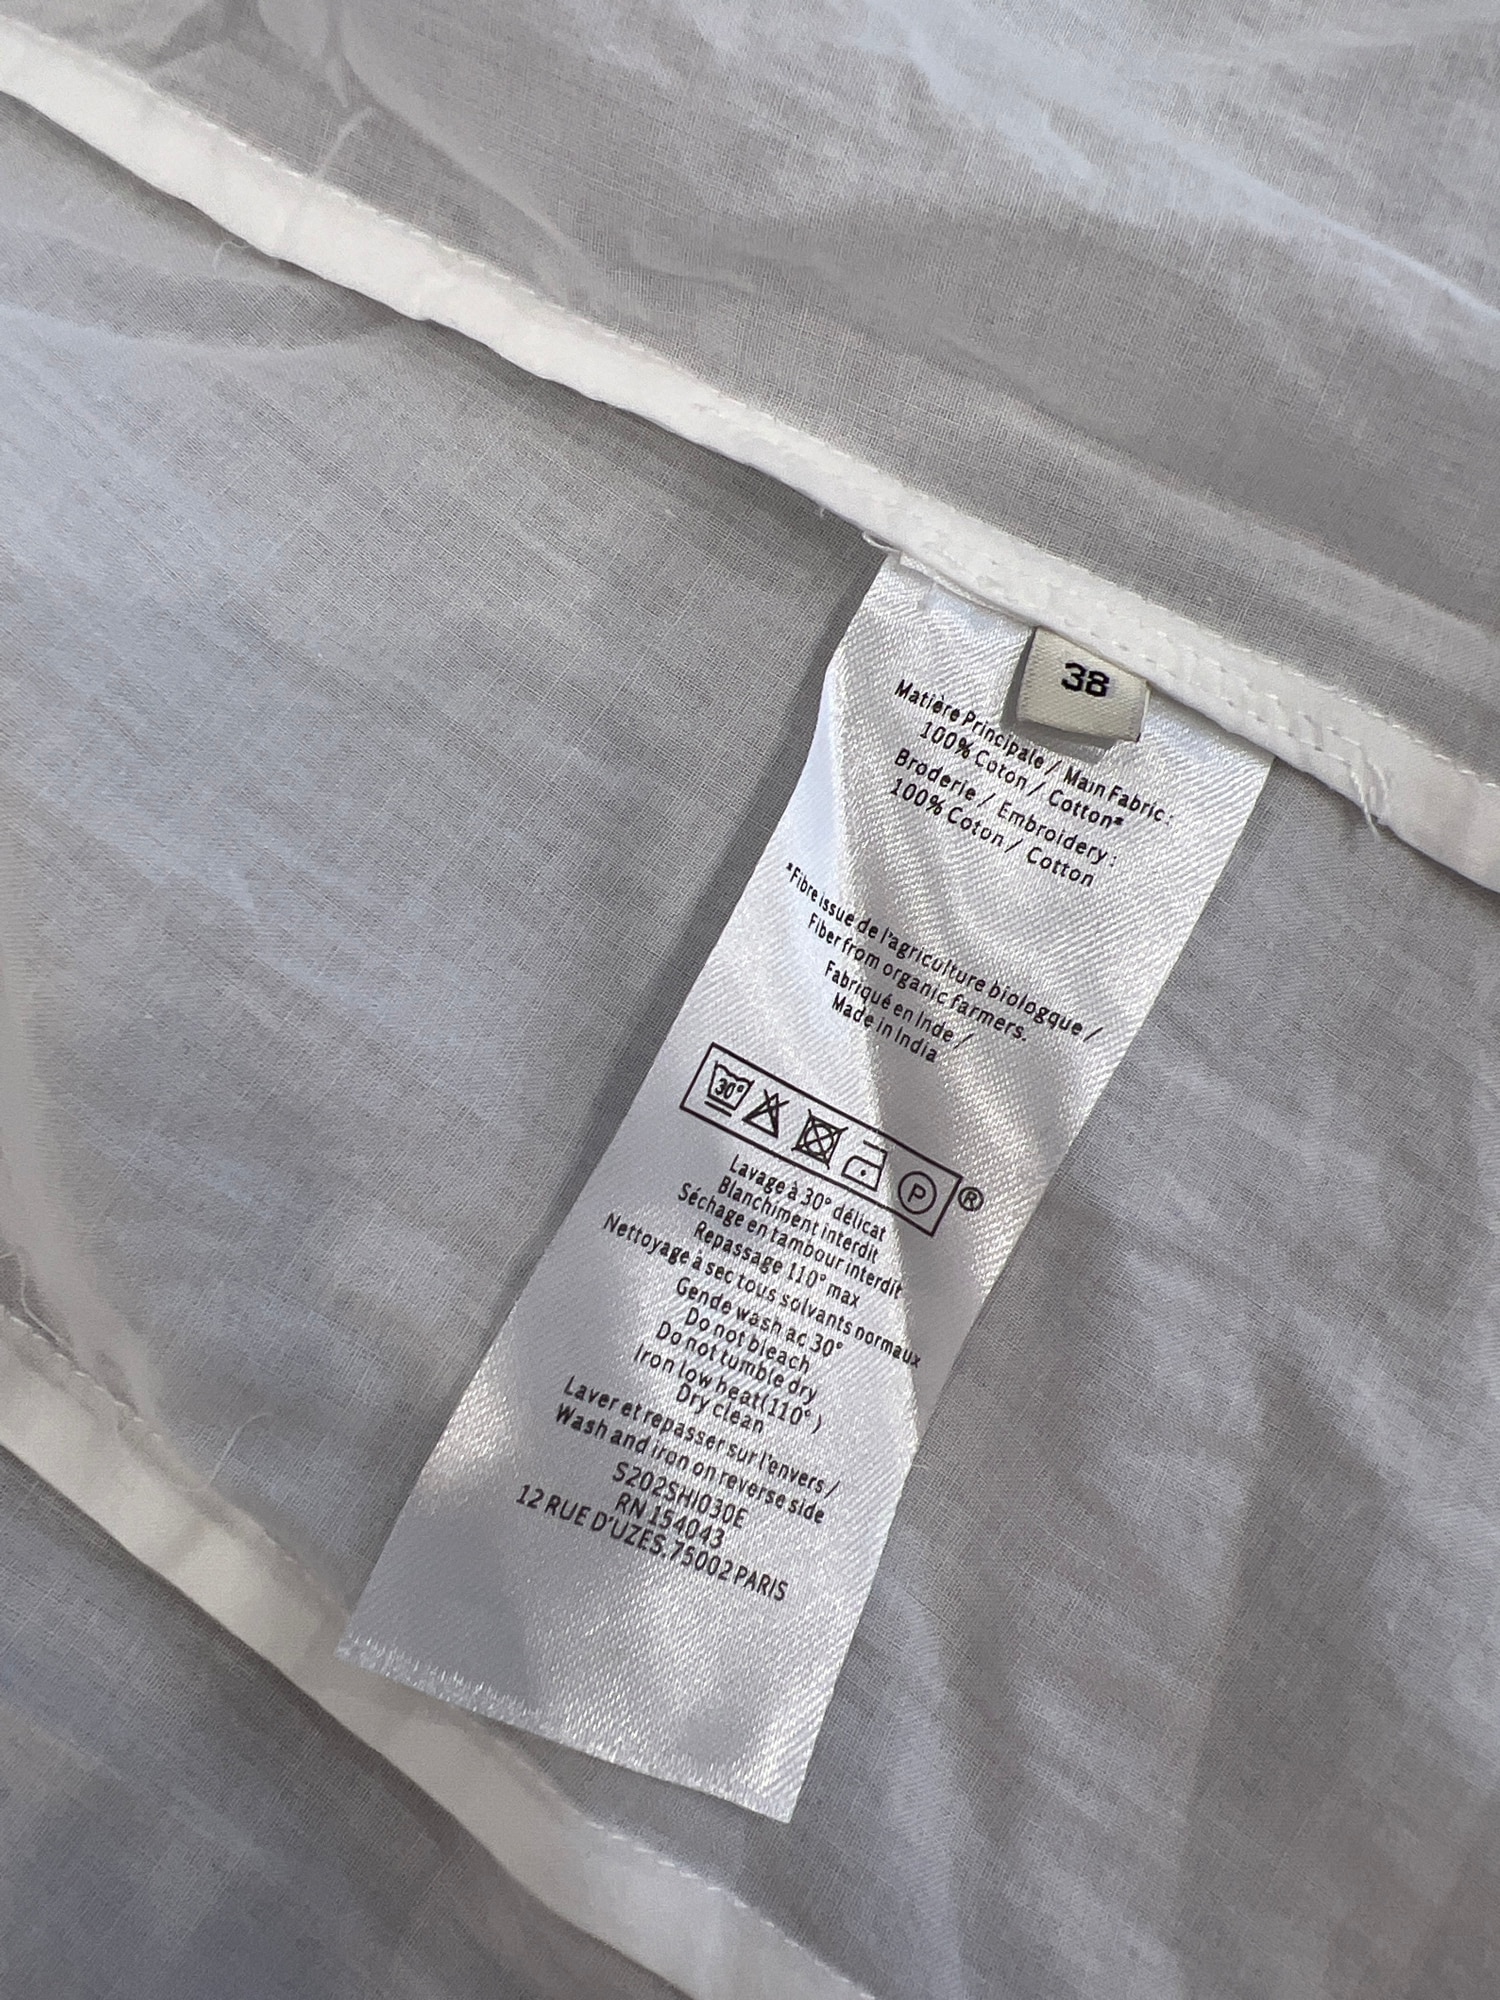 38
Matière Principale / Main Fabric :
100% Coton / Cotton*
Broderie / Embroidery :
100% Coton / Cotton
*Fibre issue de l'agriculture biologque /
Fiber from organic farmers.
Fabriqué en Inde /
Made in India
30° P ®
Lavage à 30° délicat
Blanchiment interdit
Séchage en tambour interdit
Repassage 110° max
Nettoyage à sec tous solvants normaux
Gende wash ac 30°
Do not bleach
Do not tumble dry
Iron low heat(110°)
Dry clean
Laver et repasser sur l'envers /
Wash and iron on reverse side
S202SHI030E
RN 154043
12 RUE D'UZES.75002 PARIS